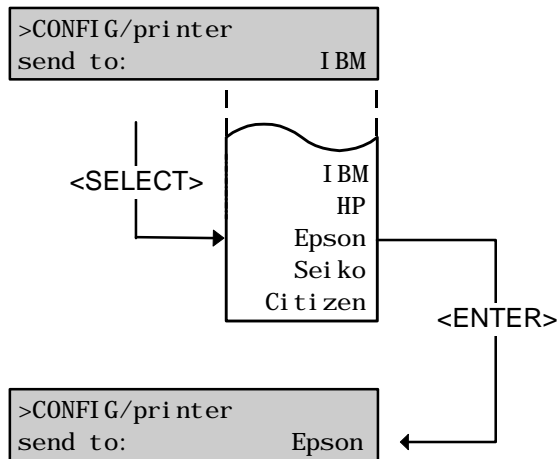 >CONFIG/printer
send to: IBM
<SELECT>
IBM
HP
Epson
Seiko
Citizen
<ENTER>
>CONFIG/printer
send to: Epson